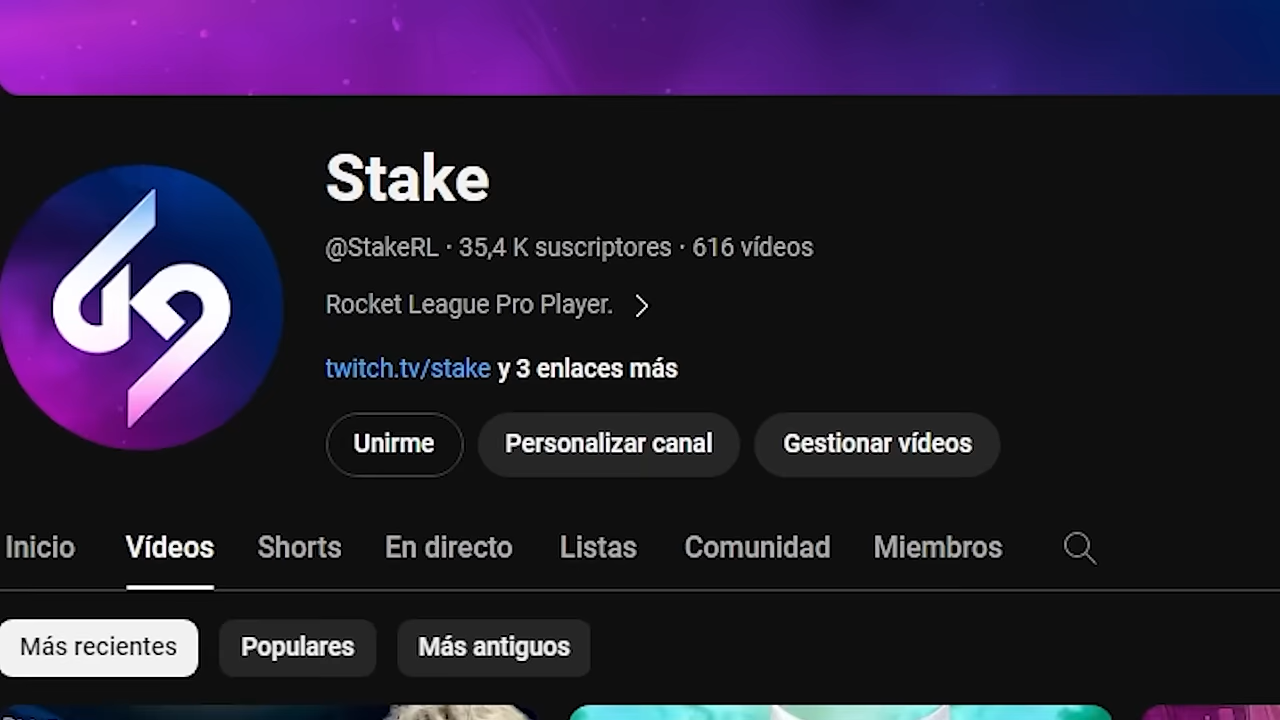 Stake
@StakeRL · 35,4 K suscriptores · 616 vídeos
Rocket League Pro Player.
twitch.tv/stake y 3 enlaces más
Unirme Personalizar canal Gestionar vídeos
Inicio Vídeos Shorts En directo Listas Comunidad Miembros
Más recientes Populares Más antiguos